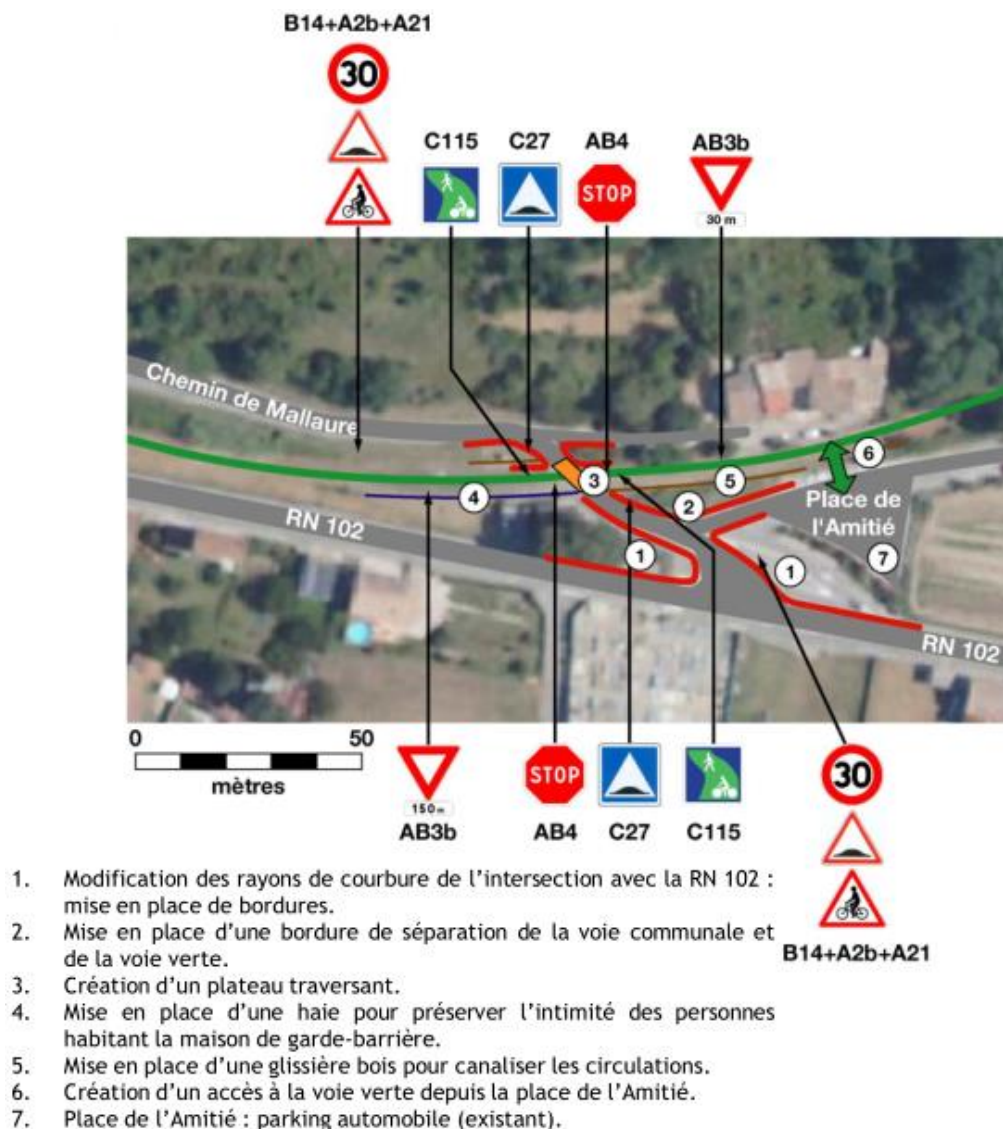 B14+A2b+A21
30
C115
C27
AB4
AB3b
STOP
30 m
Chemin de Mallaure
RN 102
1
2
3
4
5
6
Place de
l'Amitié
7
1
RN 102
0
50
mètres
150 m
AB3b
STOP
AB4
C27
C115
30
B14+A2b+A21
1. Modification des rayons de courbure de l'intersection avec la RN 102 :
mise en place de bordures.
2. Mise en place d'une bordure de séparation de la voie communale et
de la voie verte.
3. Création d'un plateau traversant.
4. Mise en place d'une haie pour préserver l'intimité des personnes
habitant la maison de garde-barrière.
5. Mise en place d'une glissière bois pour canaliser les circulations.
6. Création d'un accès à la voie verte depuis la place de l'Amitié.
7. Place de l'Amitié : parking automobile (existant).